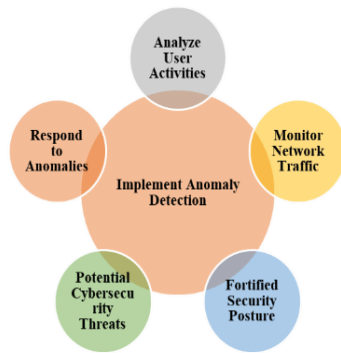 Analyze
User
Activities
Monitor
Network
Traffic
Fortified
Security
Posture
Potential
Cybersecu
rity
Threats
Respond
to
Anomalies
Implement Anomaly
Detection